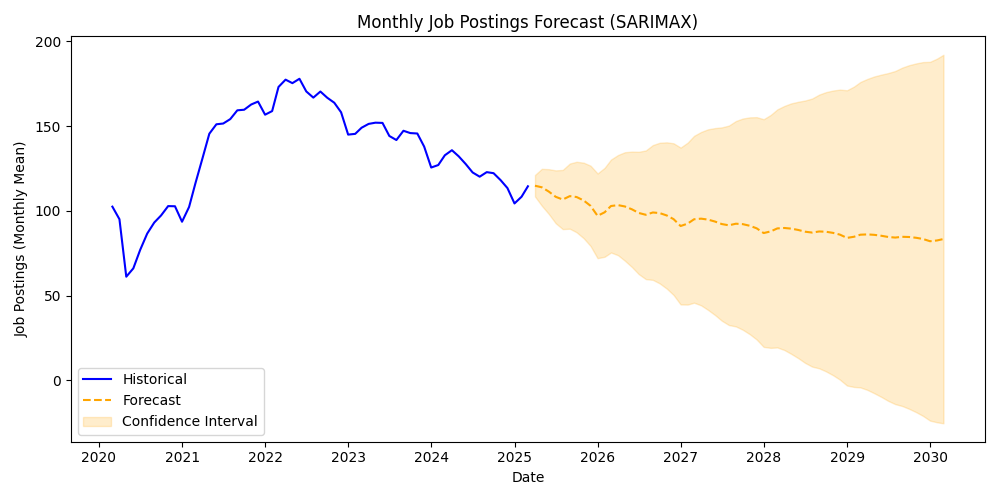 Monthly Job Postings Forecast (SARIMAX)
Job Postings (Monthly Mean)
200
150
100
50
0
Historical
Forecast
Confidence Interval
2020 2021 2022 2023 2024 2025 2026 2027 2028 2029 2030
Date